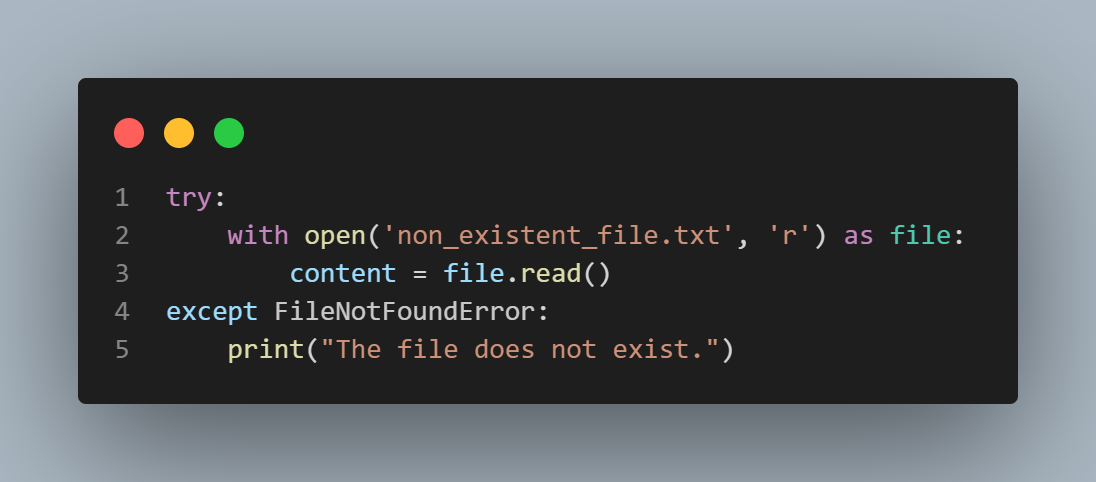 1 try:
2     with open('non_existent_file.txt', 'r') as file:
3         content = file.read()
4 except FileNotFoundError:
5     print("The file does not exist.")